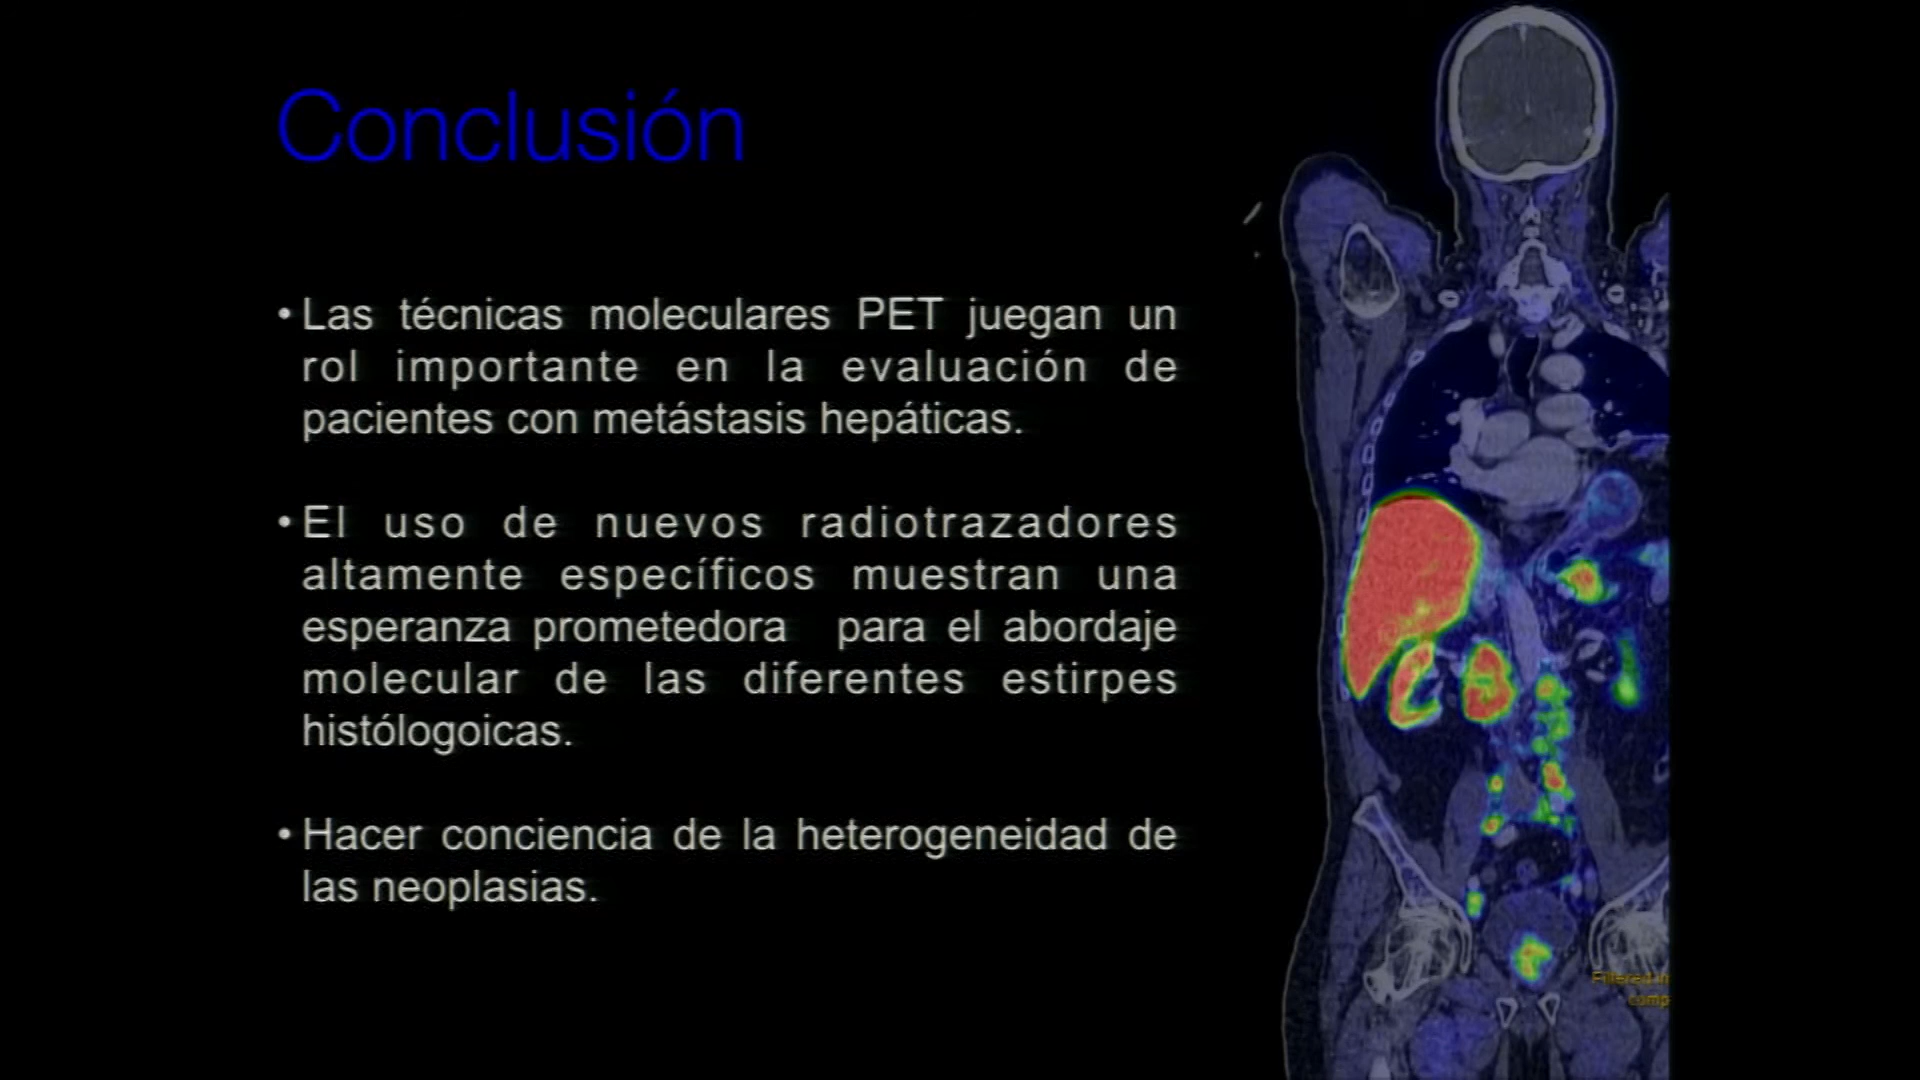 Conclusión
• Las técnicas moleculares PET juegan un
rol importante en la evaluación de
pacientes con metástasis hepáticas.
• El uso de nuevos radiotrazadores
altamente específicos muestran una
esperanza prometedora para el abordaje
molecular de las diferentes estirpes
histólogoicas.
• Hacer conciencia de la heterogeneidad de
las neoplasias.